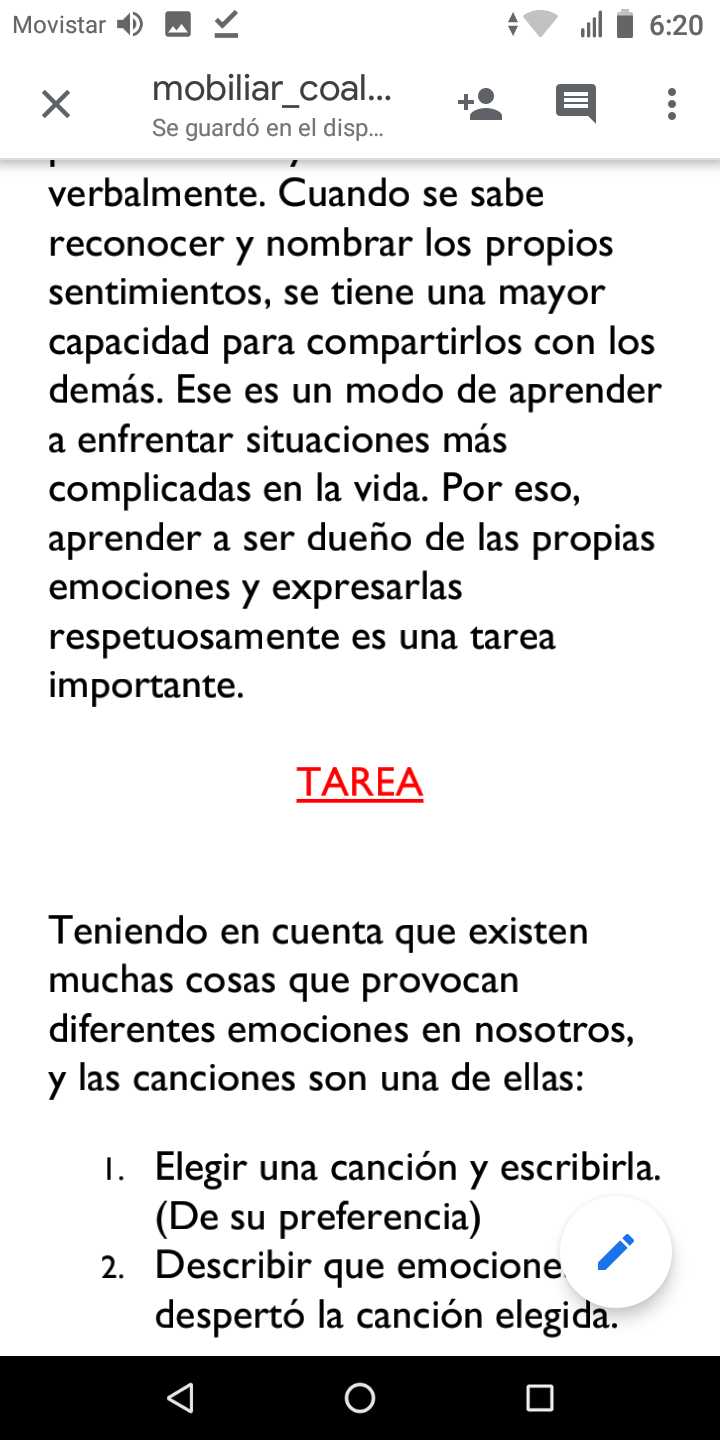 Movistar 6:20
mobiliar_coal...
Se guardó en el disp...
verbalmente. Cuando se sabe
reconocer y nombrar los propios
sentimientos, se tiene una mayor
capacidad para compartirlos con los
demás. Ese es un modo de aprender
a enfrentar situaciones más
complicadas en la vida. Por eso,
aprender a ser dueño de las propias
emociones y expresarlas
respetuosamente es una tarea
importante.
TAREA
Teniendo en cuenta que existen
muchas cosas que provocan
diferentes emociones en nosotros,
y las canciones son una de ellas:
1. Elegir una canción y escribirla.
(De su preferencia)
2. Describir que emocione
despertó la canción elegida.